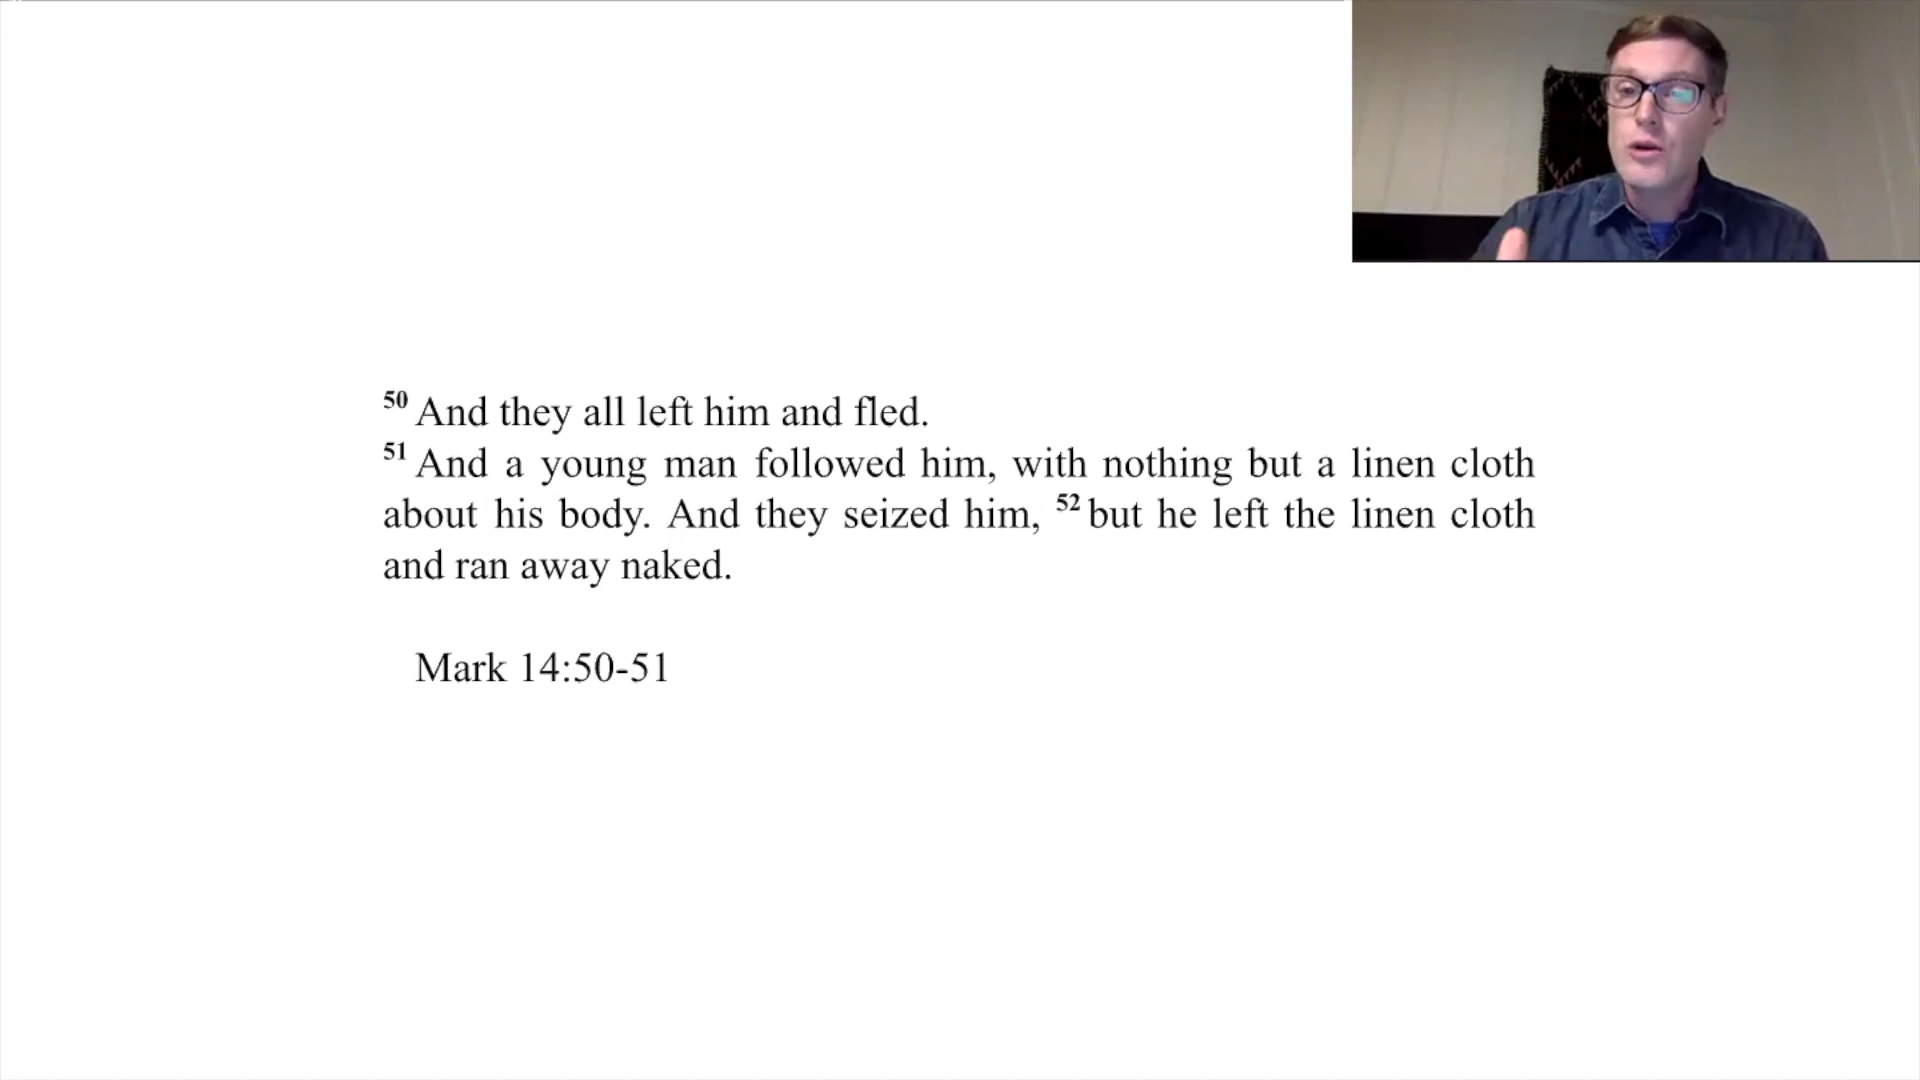 50 And they all left him and fled.
51 And a young man followed him, with nothing but a linen cloth
about his body. And they seized him, 52 but he left the linen cloth
and ran away naked.
Mark 14:50-51